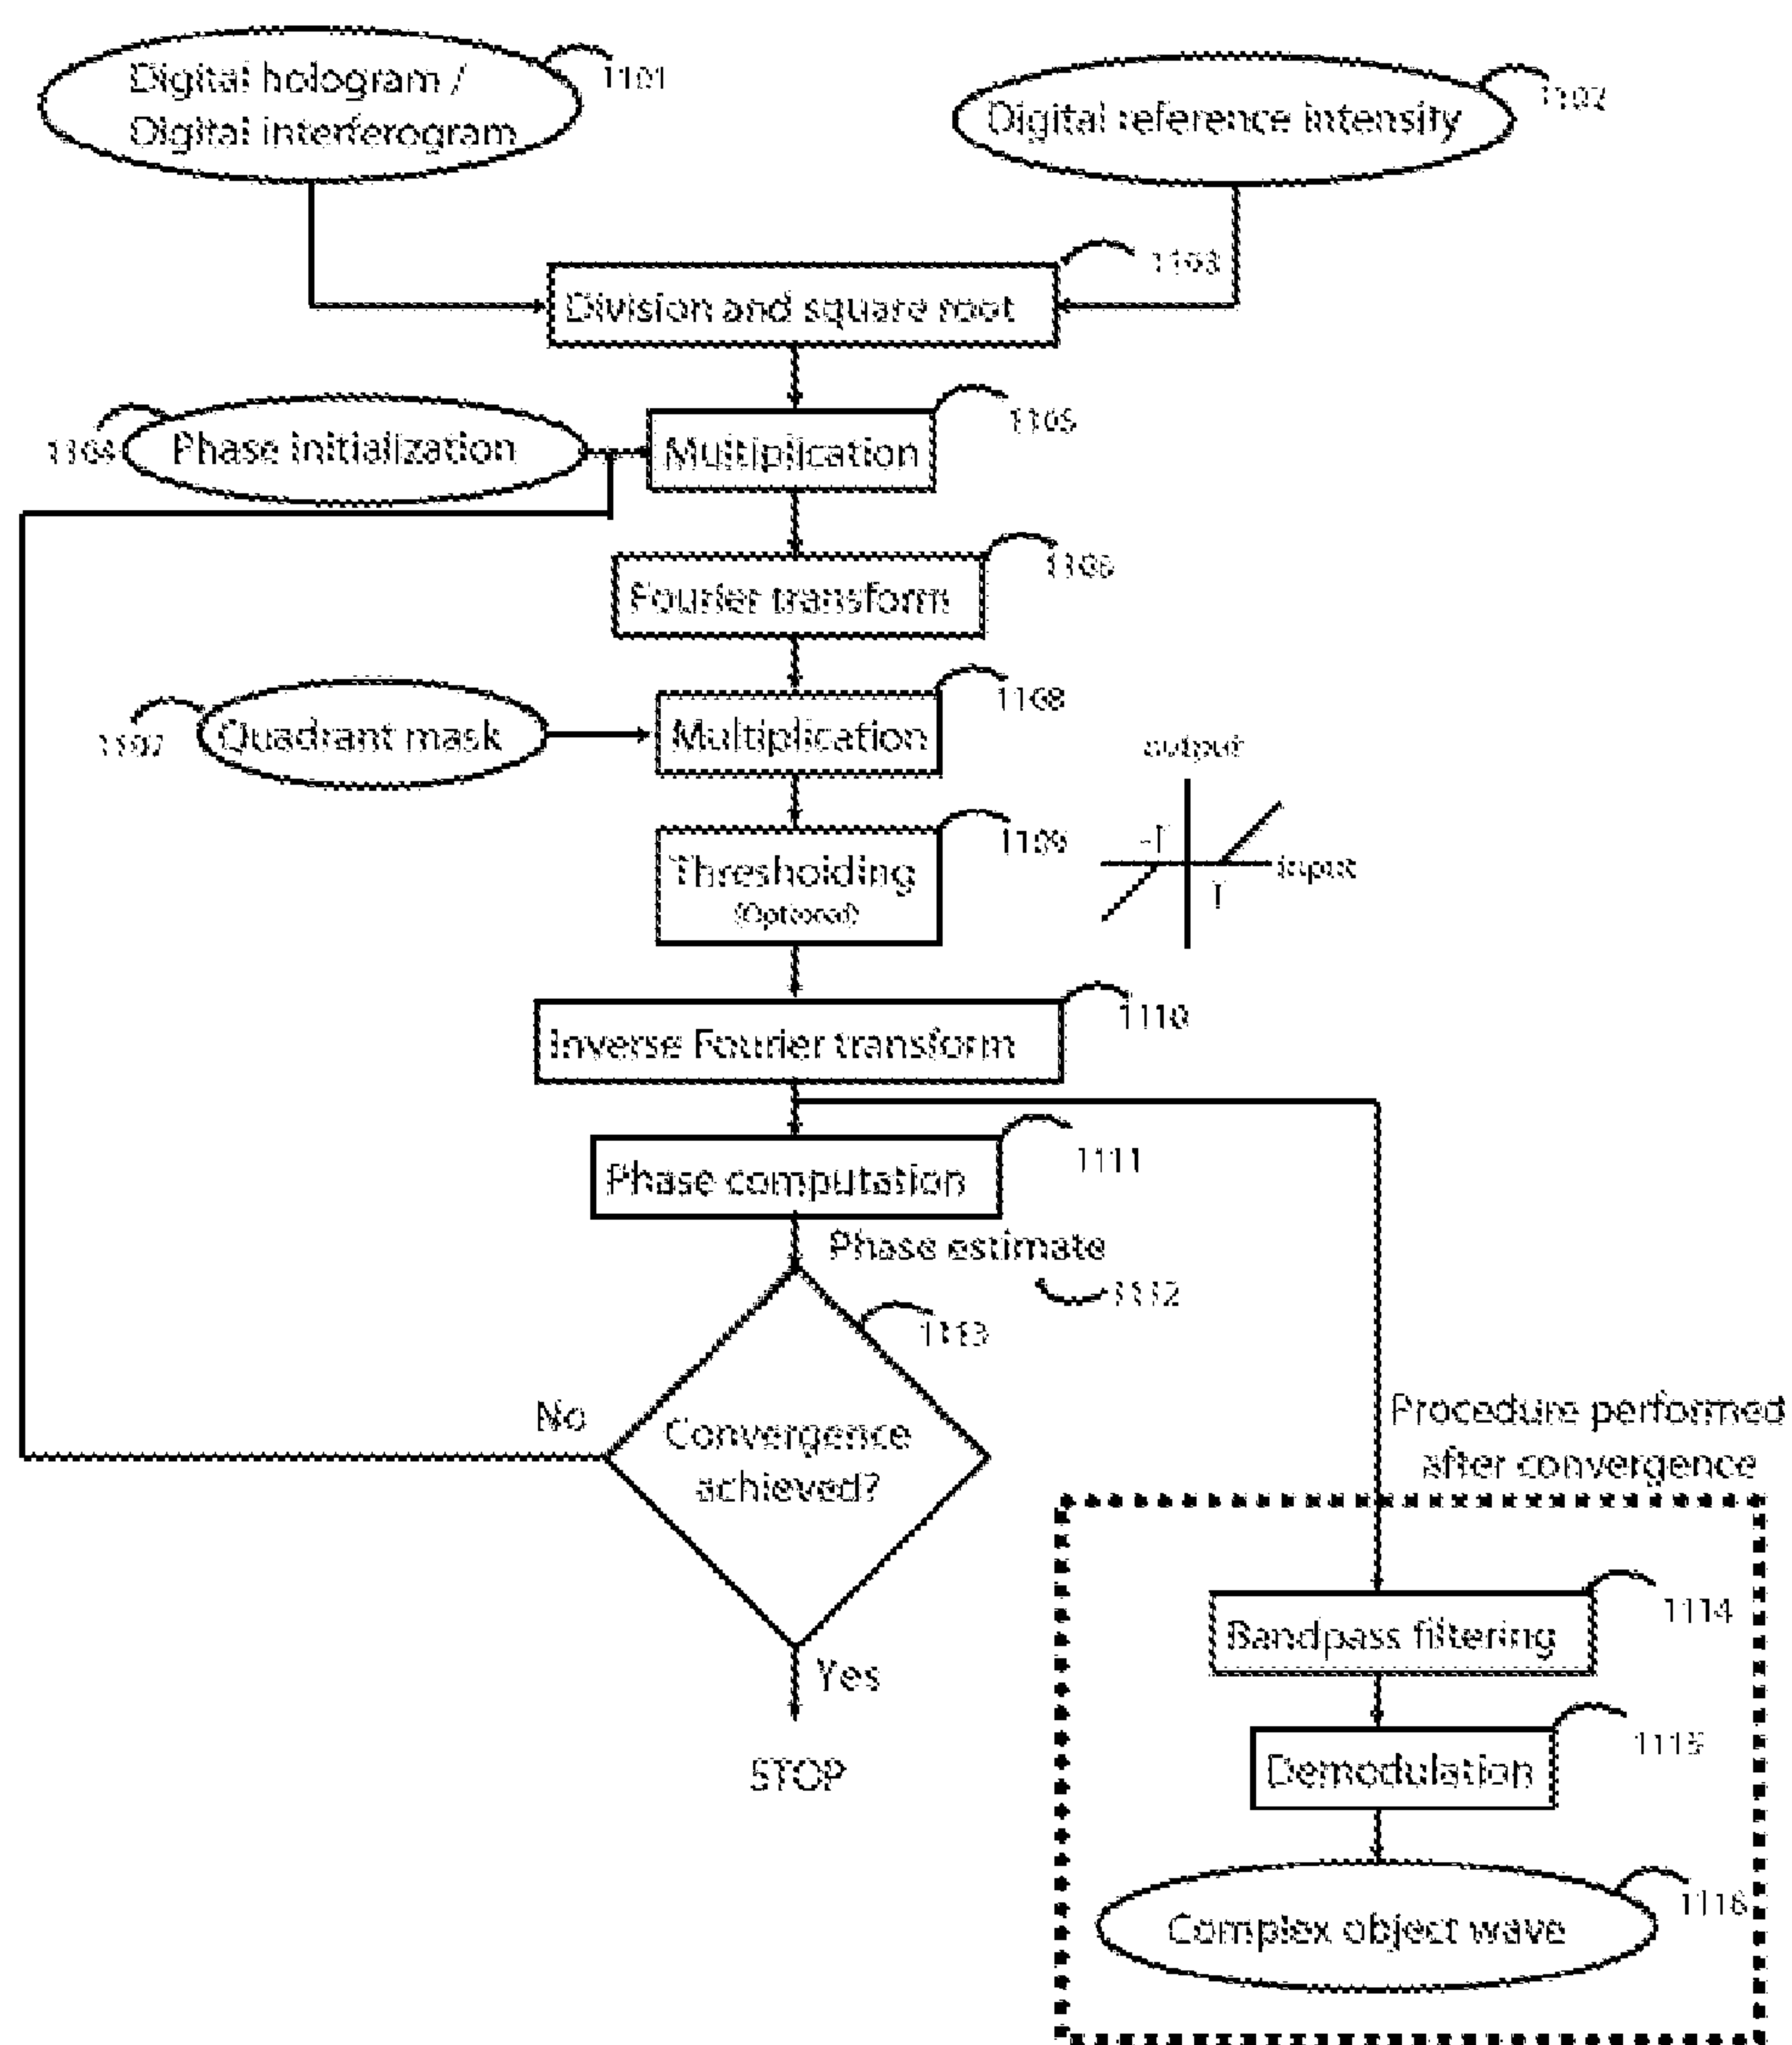 Digital hologram /
Digital interferogram
1101
Digital reference intensity
1102
1103
Division and square root
1104
Phase initialization
Multiplication
1105
Fourier transform
1106
1107
Quadrant mask
Multiplication
1108
Thresholding
(Optional)
1109
output
-T
input
T
Inverse Fourier transform
1110
Phase computation
1111
Phase estimate
1112
1113
No
Convergence
achieved?
Yes
STOP
Procedure performed
after convergence
Bandpass filtering
1114
Demodulation
1115
Complex object wave
1116